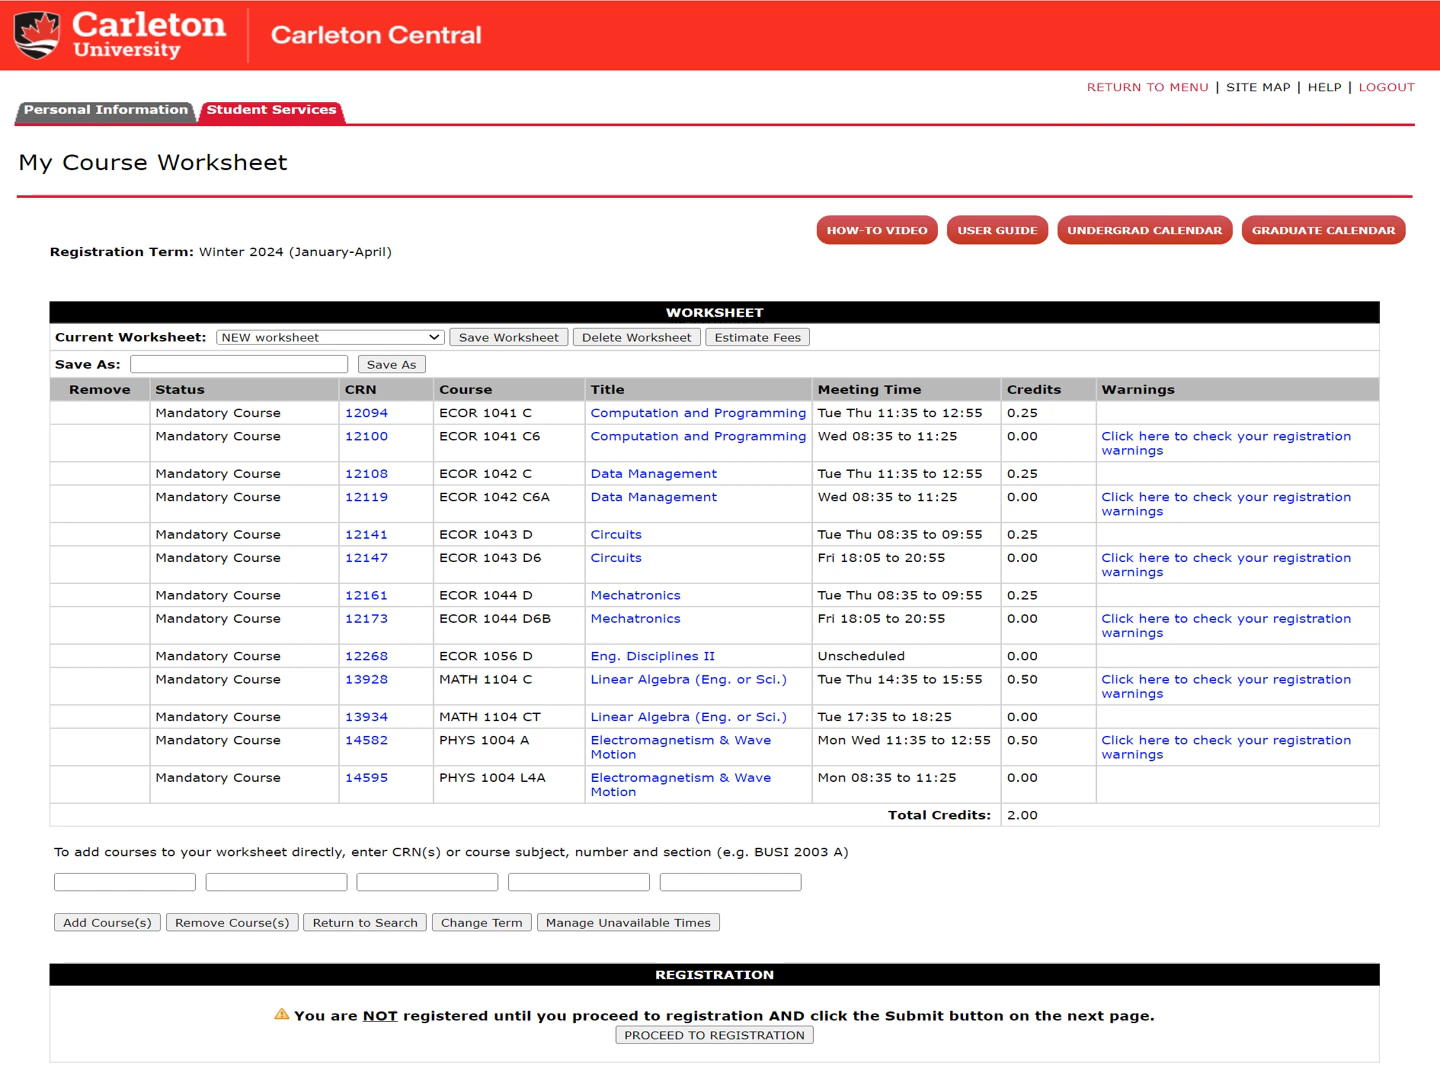 Carleton University
Carleton Central
RETURN TO MENU | SITE MAP | HELP | LOGOUT
Personal Information Student Services
My Course Worksheet
HOW-TO VIDEO USER GUIDE UNDERGRAD CALENDAR GRADUATE CALENDAR
Registration Term: Winter 2024 (January-April)
WORKSHEET
Current Worksheet: NEW worksheet Save Worksheet Delete Worksheet Estimate Fees
Save As: Save As
Remove Status CRN Course Title Meeting Time Credits Warnings
Mandatory Course 12094 ECOR 1041 C Computation and Programming Tue Thu 11:35 to 12:55 0.25
Mandatory Course 12100 ECOR 1041 C6 Computation and Programming Wed 08:35 to 11:25 0.00 Click here to check your registration
warnings
Mandatory Course 12108 ECOR 1042 C Data Management Tue Thu 11:35 to 12:55 0.25
Mandatory Course 12119 ECOR 1042 C6A Data Management Wed 08:35 to 11:25 0.00 Click here to check your registration
warnings
Mandatory Course 12141 ECOR 1043 D Circuits Tue Thu 08:35 to 09:55 0.25
Mandatory Course 12147 ECOR 1043 D6 Circuits Fri 18:05 to 20:55 0.00 Click here to check your registration
warnings
Mandatory Course 12161 ECOR 1044 D Mechatronics Tue Thu 08:35 to 09:55 0.25
Mandatory Course 12173 ECOR 1044 D6B Mechatronics Fri 18:05 to 20:55 0.00 Click here to check your registration
warnings
Mandatory Course 12268 ECOR 1056 D Eng. Disciplines II Unscheduled 0.00
Mandatory Course 13928 MATH 1104 C Linear Algebra (Eng. or Sci.) Tue Thu 14:35 to 15:55 0.50 Click here to check your registration
warnings
Mandatory Course 13934 MATH 1104 CT Linear Algebra (Eng. or Sci.) Tue 17:35 to 18:25 0.00
Mandatory Course 14582 PHYS 1004 A Electromagnetism & Wave Mon Wed 11:35 to 12:55 0.50 Click here to check your registration
Motion warnings
Mandatory Course 14595 PHYS 1004 L4A Electromagnetism & Wave Mon 08:35 to 11:25 0.00
Motion
Total Credits: 2.00
To add courses to your worksheet directly, enter CRN(s) or course subject, number and section (e.g. BUSI 2003 A)
Add Course(s) Remove Course(s) Return to Search Change Term Manage Unavailable Times
REGISTRATION
You are NOT registered until you proceed to registration AND click the Submit button on the next page.
PROCEED TO REGISTRATION